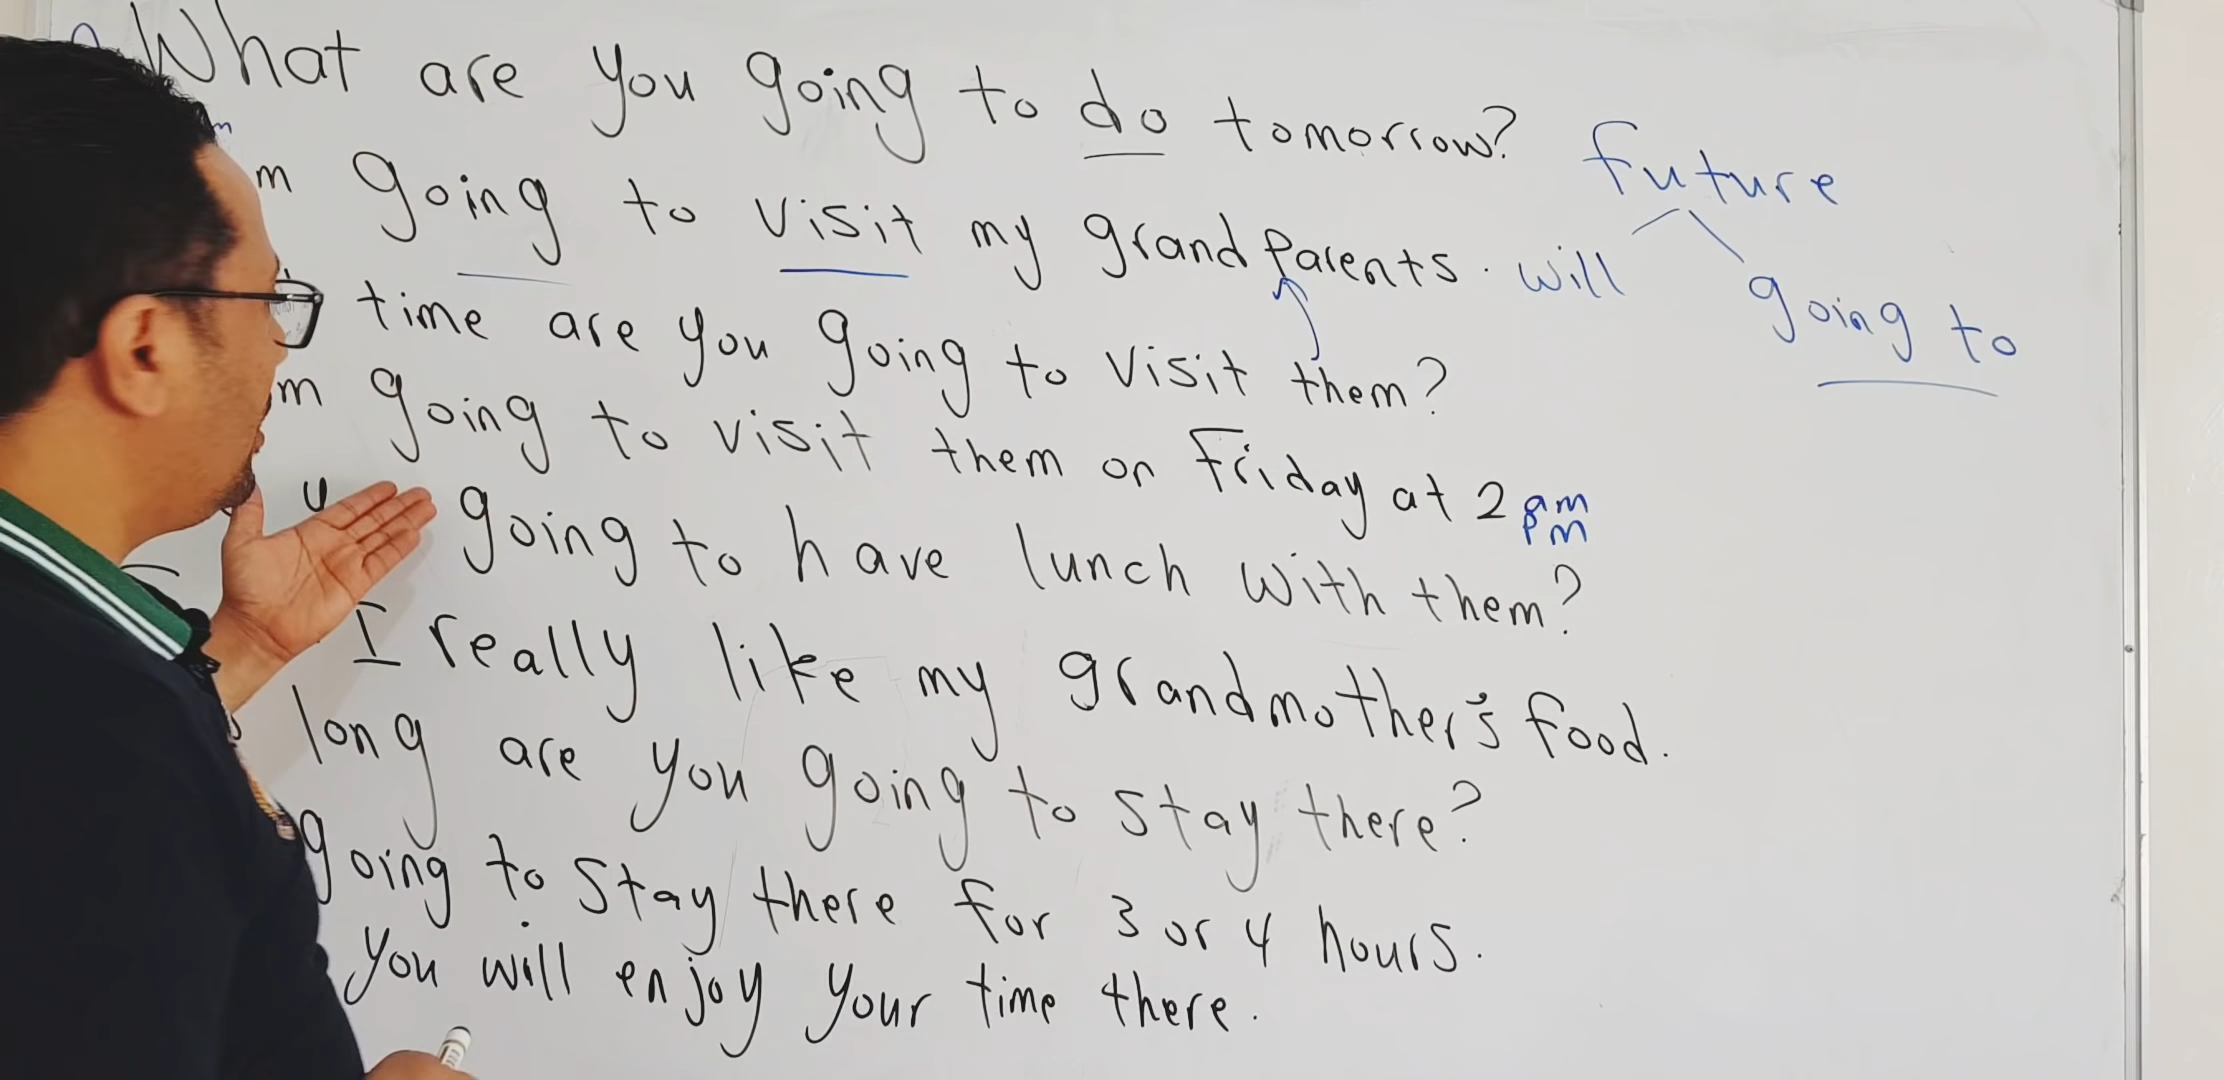 What are you going to do tomorrow?
m going to visit my grandparents.
time are you going to visit them?
m going to visit them on Friday at 2 am pm
going to have lunch with them?
I really like my grandmother's food.
long are you going to stay there?
going to stay there for 3 or 4 hours.
you will enjoy your time there.
future
will
going to